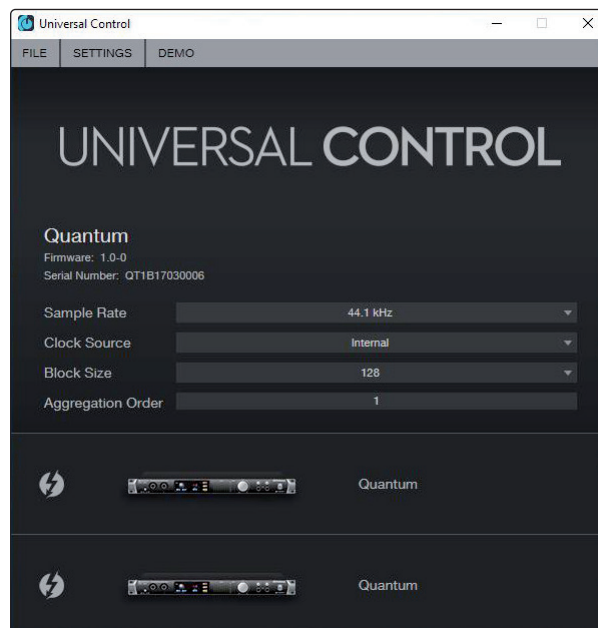 Universal Control
FILE SETTINGS DEMO
UNIVERSAL CONTROL
Quantum
Firmware: 1.0-0
Serial Number: QT1B17030006
Sample Rate 44.1 kHz
Clock Source Internal
Block Size 128
Aggregation Order 1
Quantum
Quantum